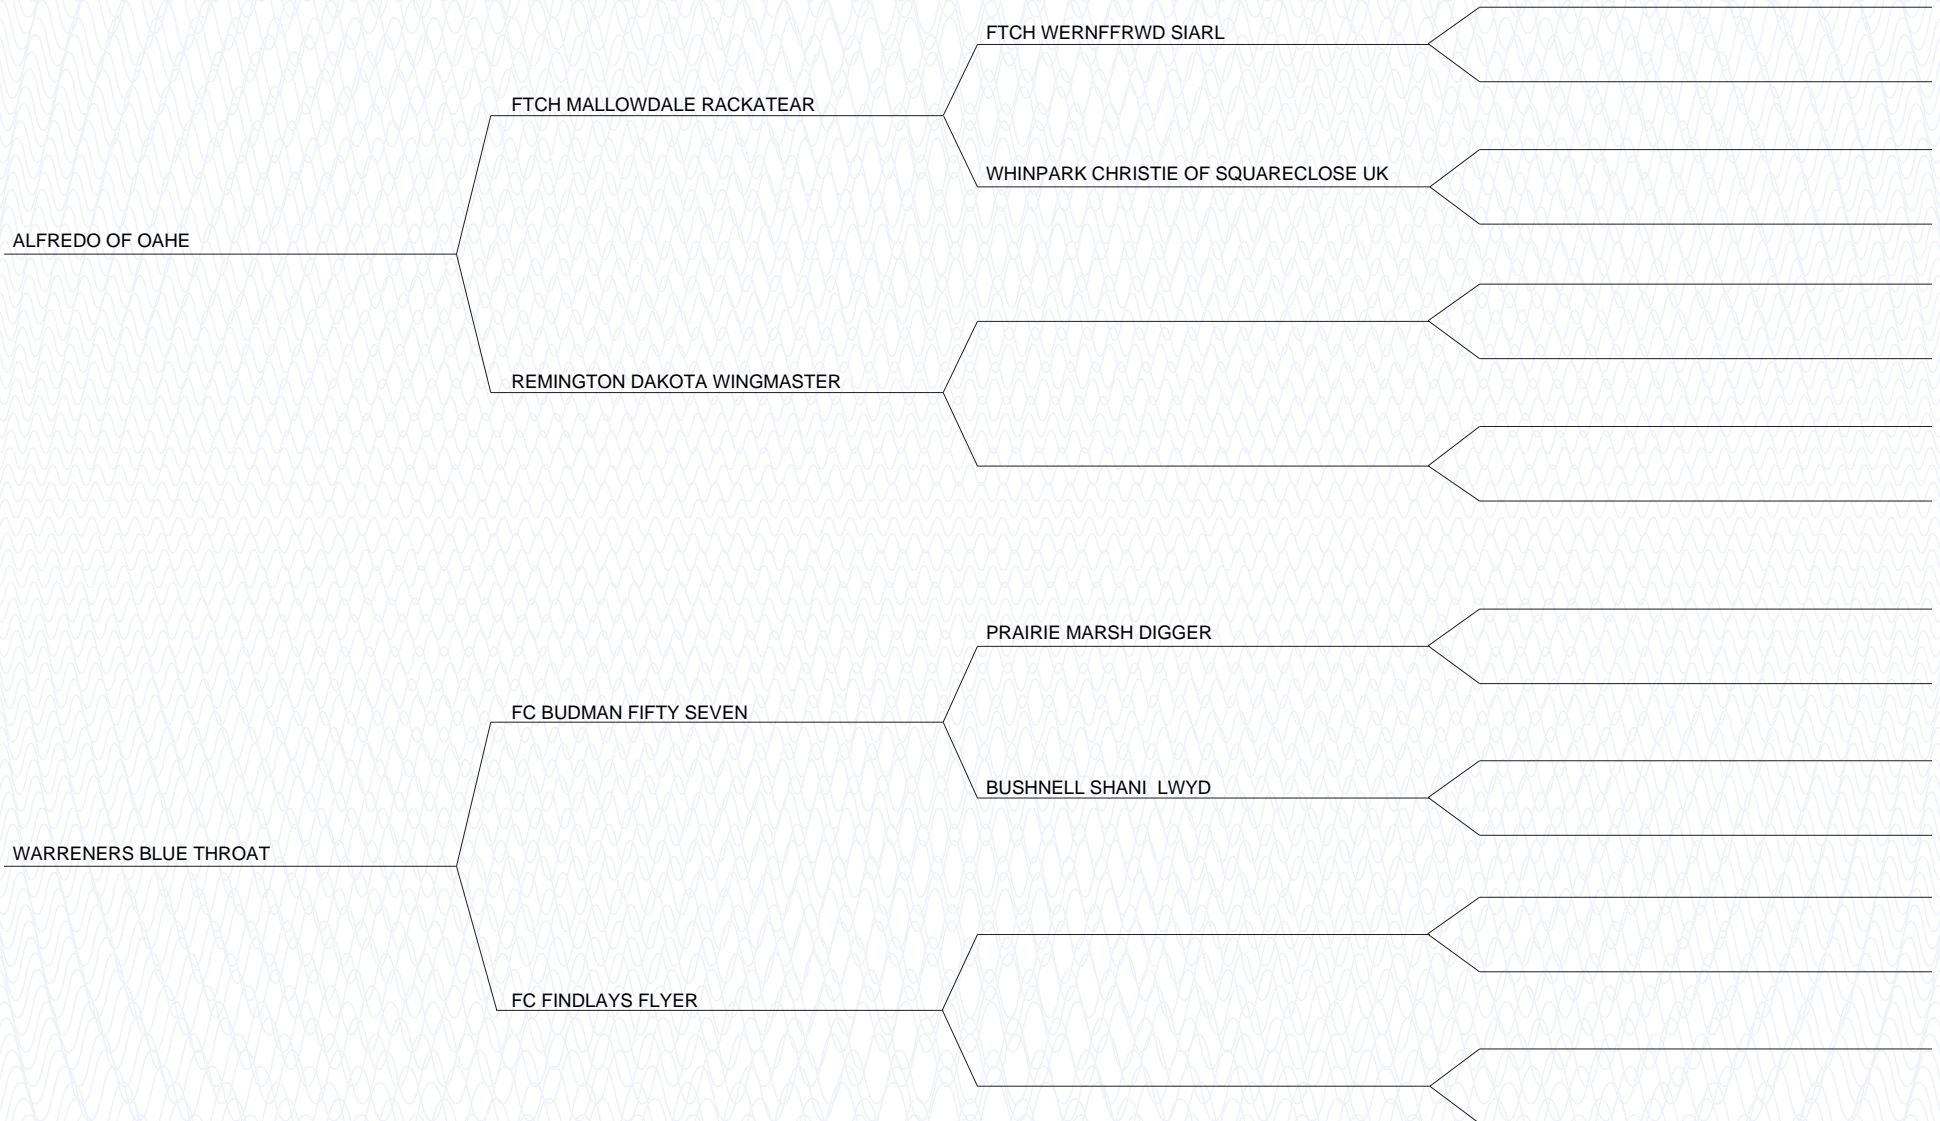 FTCH WERNFFRWD SIARL
FTCH MALLOWDALE RACKATEAR
WHINPARK CHRISTIE OF SQUARECLOSE UK
ALFREDO OF OAHE
REMINGTON DAKOTA WINGMASTER
PRAIRIE MARSH DIGGER
FC BUDMAN FIFTY SEVEN
BUSHNELL SHANI  LWYD
WARRENERS BLUE THROAT
FC FINDLAYS FLYER